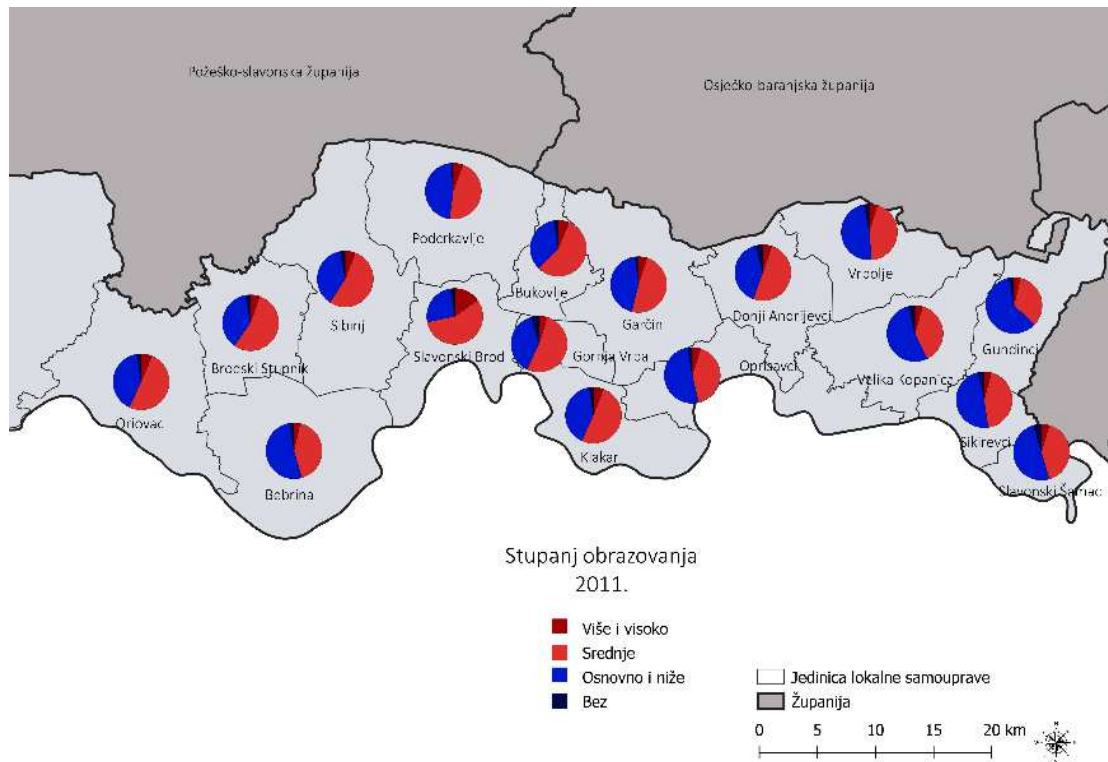 Požeško-slavonska županija
Osječko-baranjska županija
Podcrkavlje
Vrpolje
Bukovlje
Sibinj
Garčin
Donji Andrijevci
Gundinci
Slavonski Brod
Gornja Vrba
Oprisavci
Brodski Stupnik
Velika Kopanica
Oriovac
Klakar
Sikirevci
Bebrina
Slavonski Šamac
Stupanj obrazovanja
2011.
Više i visoko
Srednje
Osnovno i niže
Bez
Jedinica lokalne samouprave
Županija
0 5 10 15 20 km